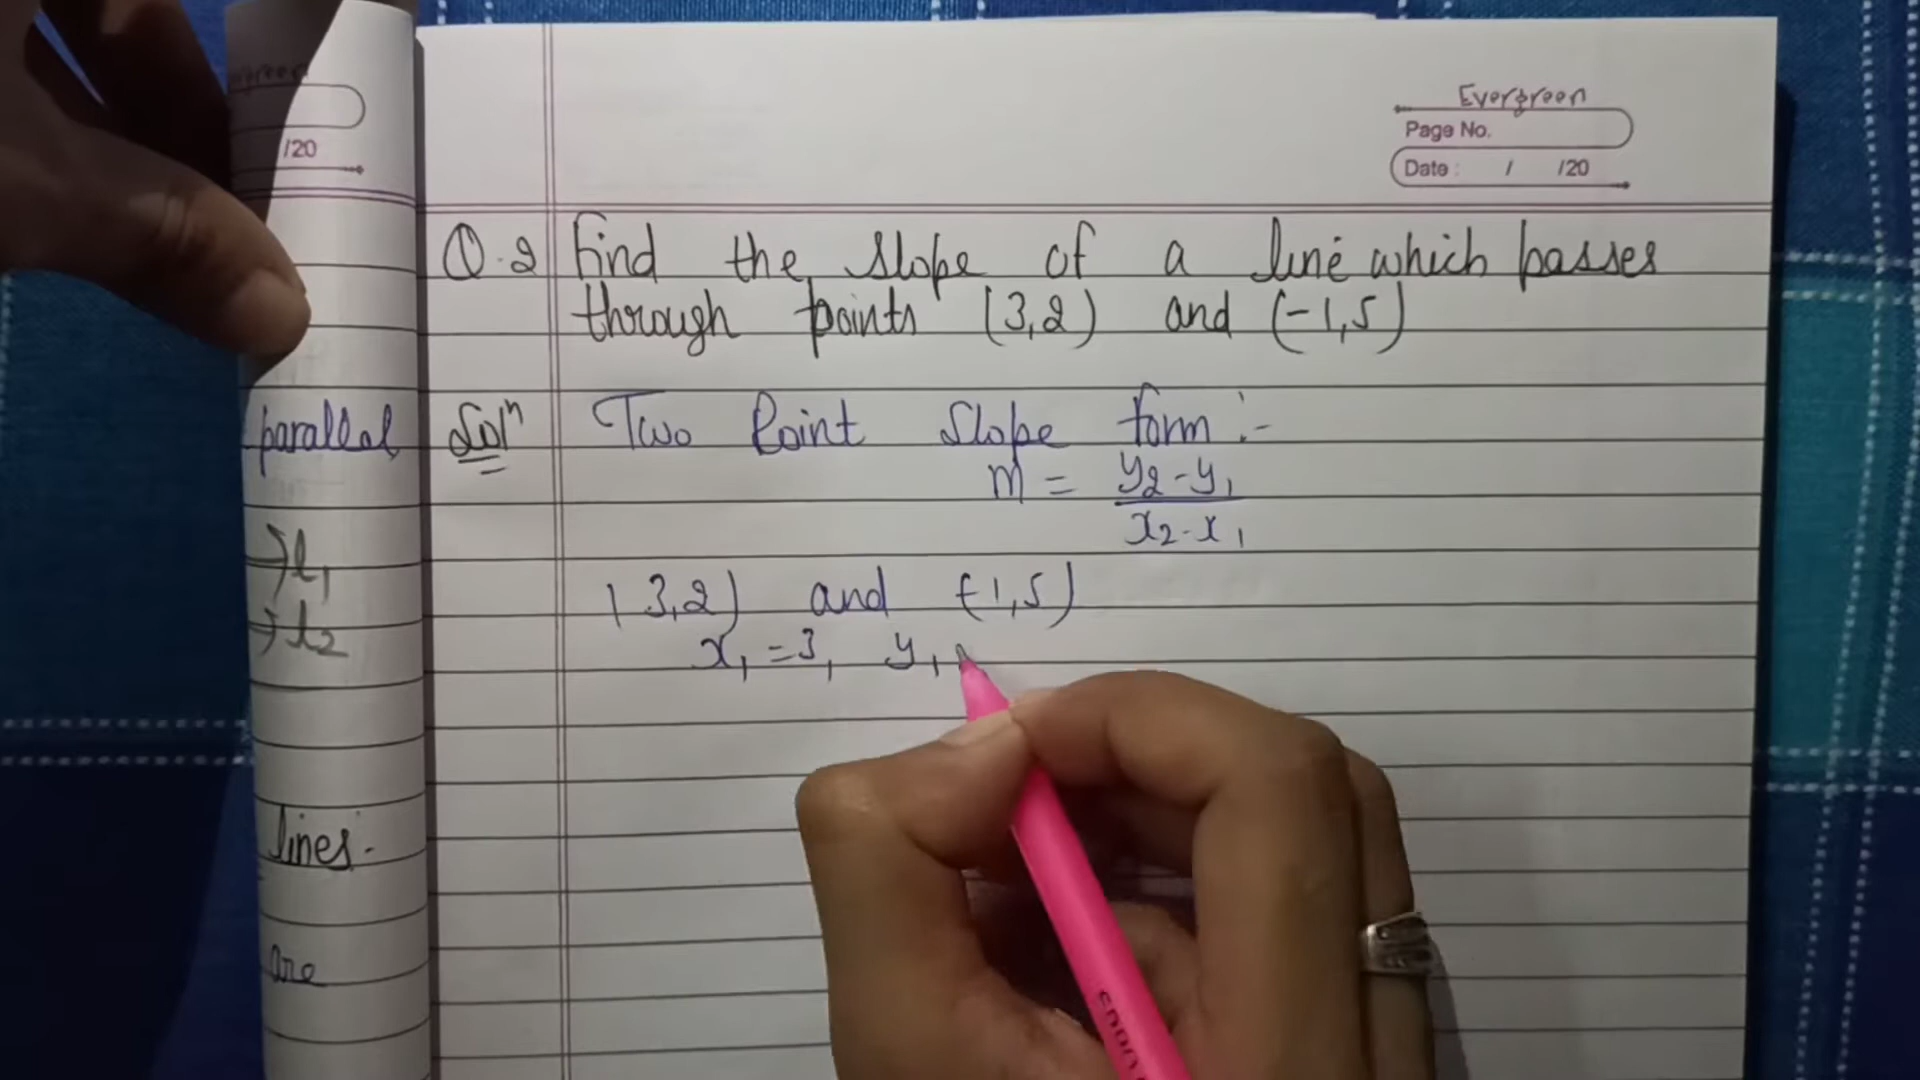 Evergreen
Page No.
Date : / /20
/20
Q.2 Find the slope of a line which passes
through points (3,2) and (-1,5)
parallel
Solⁿ Two Point Slope form :-
m = y₂-y₁
x₂-x₁
l₁
(3,2) and (-1,5)
l₂
x₁ =3, y₁
lines.
are